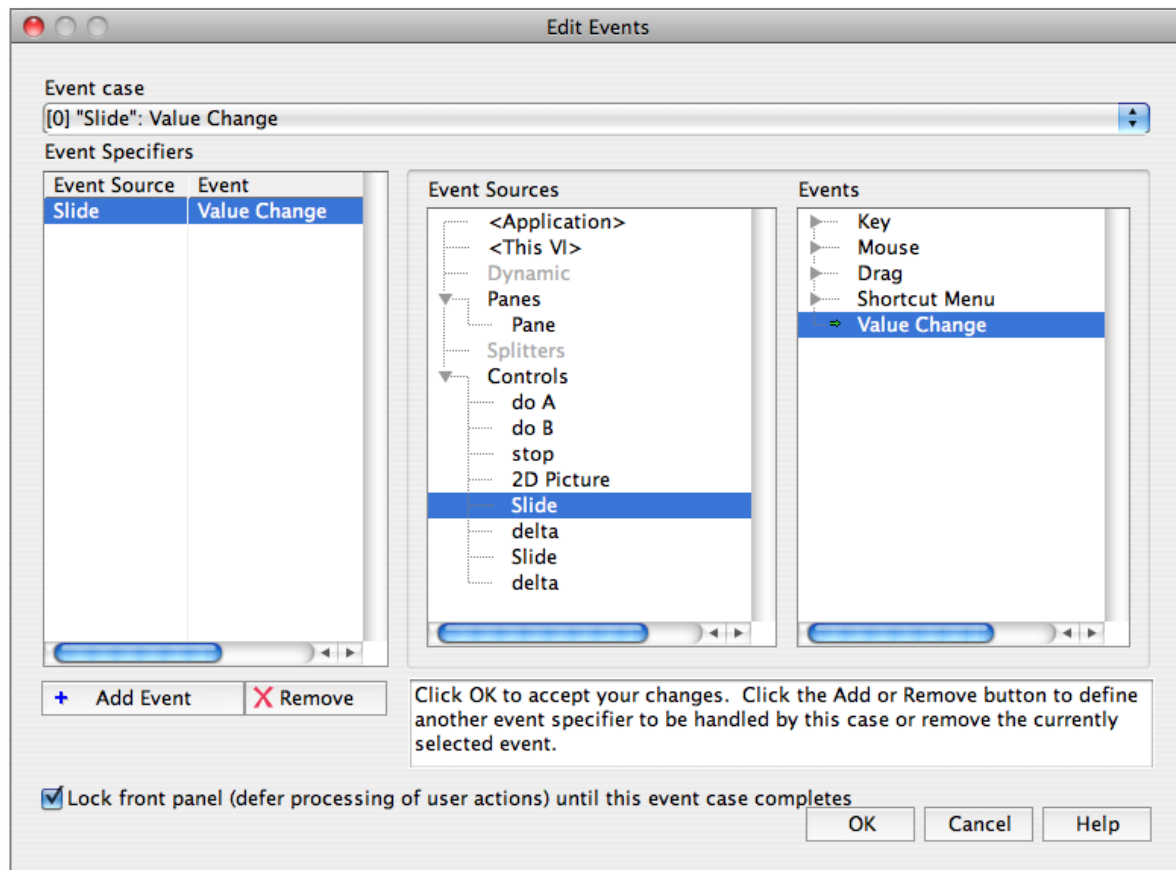 Edit Events
Event case
[0] "Slide": Value Change
Event Specifiers
Event Source Event
Slide Value Change
Add Event
Remove
Event Sources
<Application>
<This VI>
Dynamic
Panes
Pane
Splitters
Controls
do A
do B
stop
2D Picture
Slide
delta
Slide
delta
Events
Key
Mouse
Drag
Shortcut Menu
Value Change
Click OK to accept your changes. Click the Add or Remove button to define
another event specifier to be handled by this case or remove the currently
selected event.
Lock front panel (defer processing of user actions) until this event case completes
OK
Cancel
Help